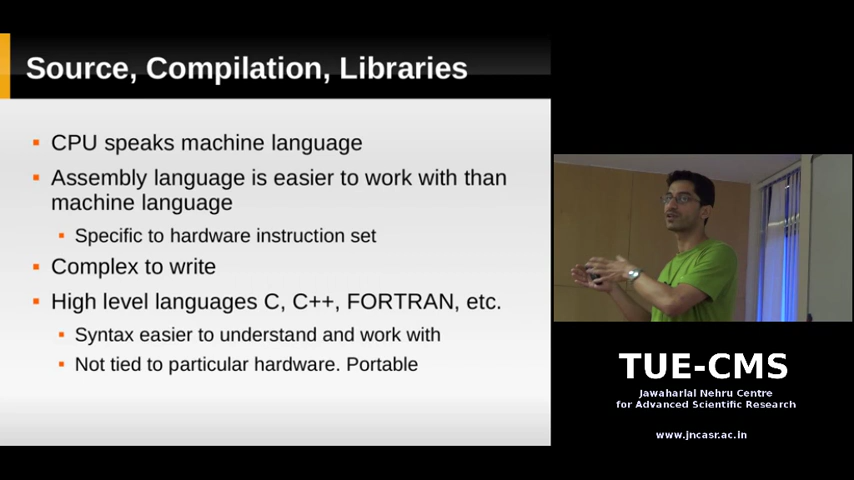 Source, Compilation, Libraries
CPU speaks machine language
Assembly language is easier to work with than
machine language
Specific to hardware instruction set
Complex to write
High level languages C, C++, FORTRAN, etc.
Syntax easier to understand and work with
Not tied to particular hardware. Portable
TUE-CMS
Jawaharlal Nehru Centre
for Advanced Scientific Research
www.jncasr.ac.in